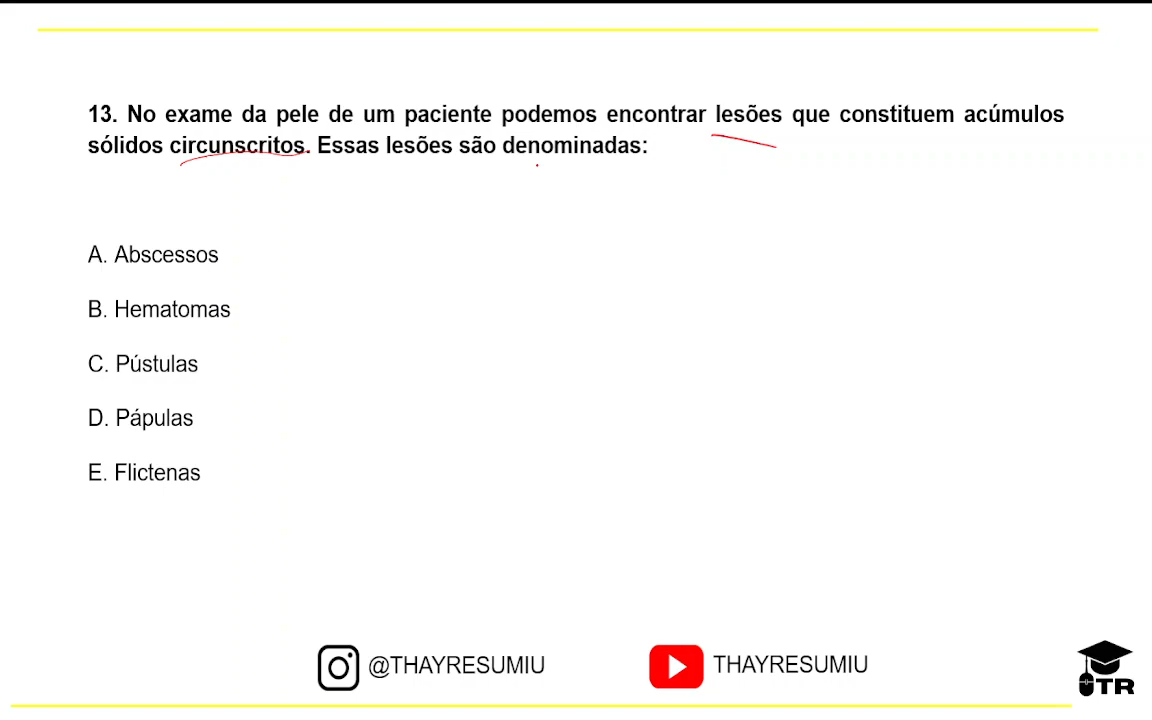 13. No exame da pele de um paciente podemos encontrar lesões que constituem acúmulos
sólidos circunscritos. Essas lesões são denominadas:
A. Abscessos
B. Hematomas
C. Pústulas
D. Pápulas
E. Flictenas
@THAYRESUMIU
THAYRESUMIU
TR